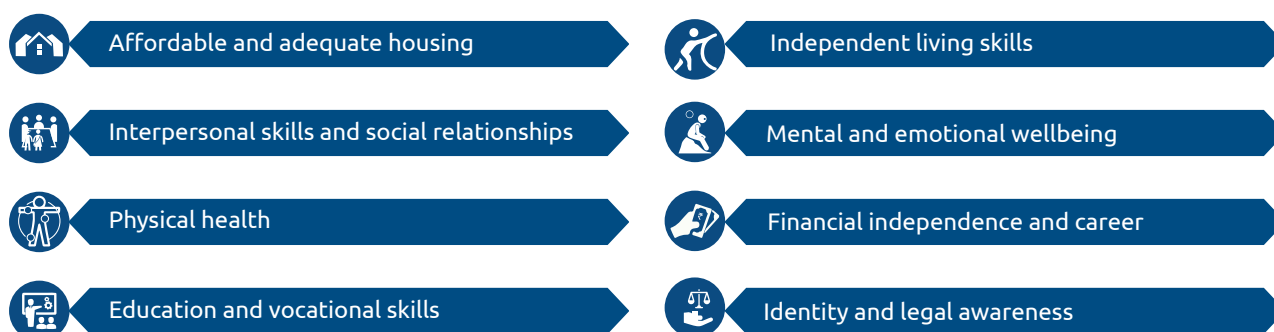 Affordable and adequate housing
Independent living skills
Interpersonal skills and social relationships
Mental and emotional wellbeing
Physical health
Financial independence and career
Education and vocational skills
Identity and legal awareness